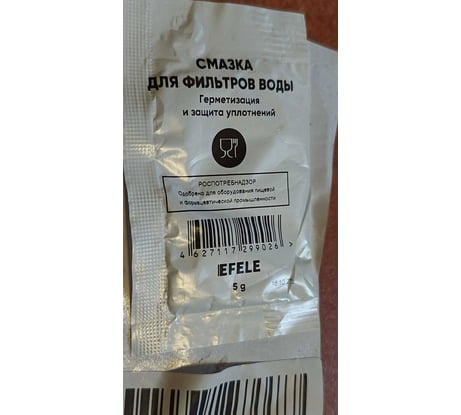 СМАЗКА
ДЛЯ ФИЛЬТРОВ ВОДЫ
Герметизация
и защита уплотнений
РОСПОТРЕБНАДЗОР
Одобрено для оборудования пищевой
и фармацевтической промышленности
4 627117 299026 >
EFELE
5 g